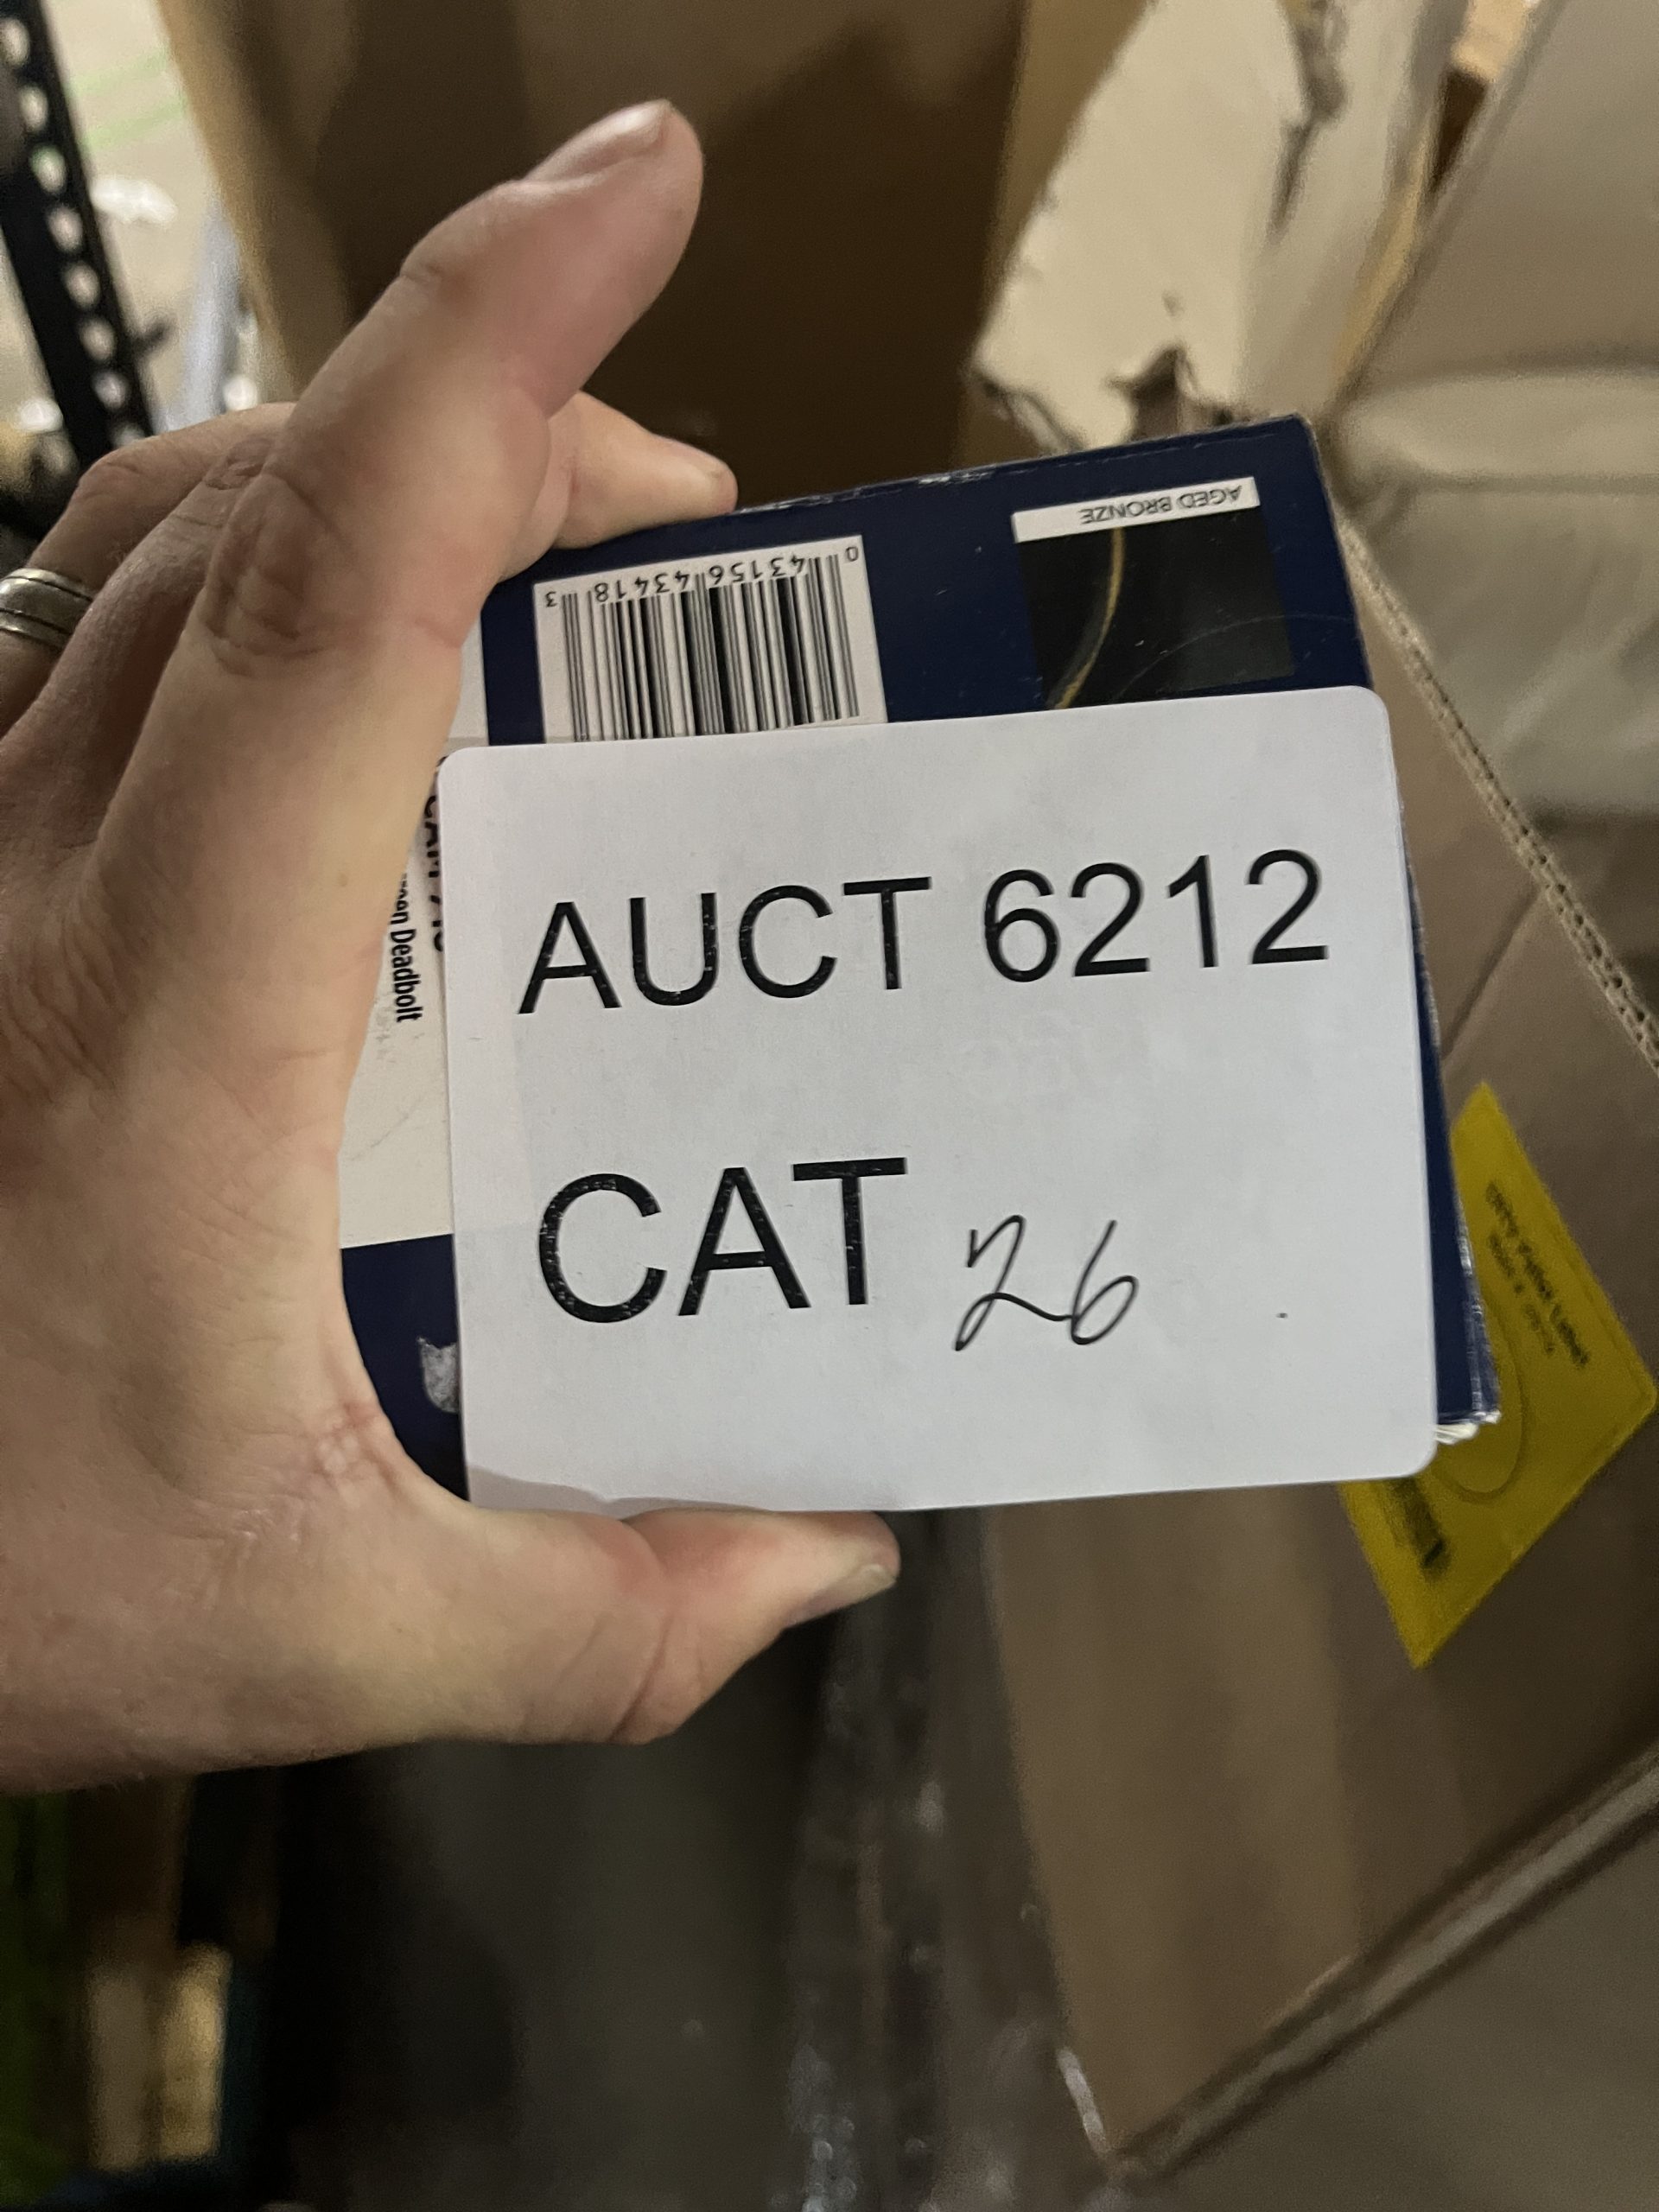 AGED BRONZE
0 43156 43418 3
Deadbolt
AUCT 6212
CAT 26